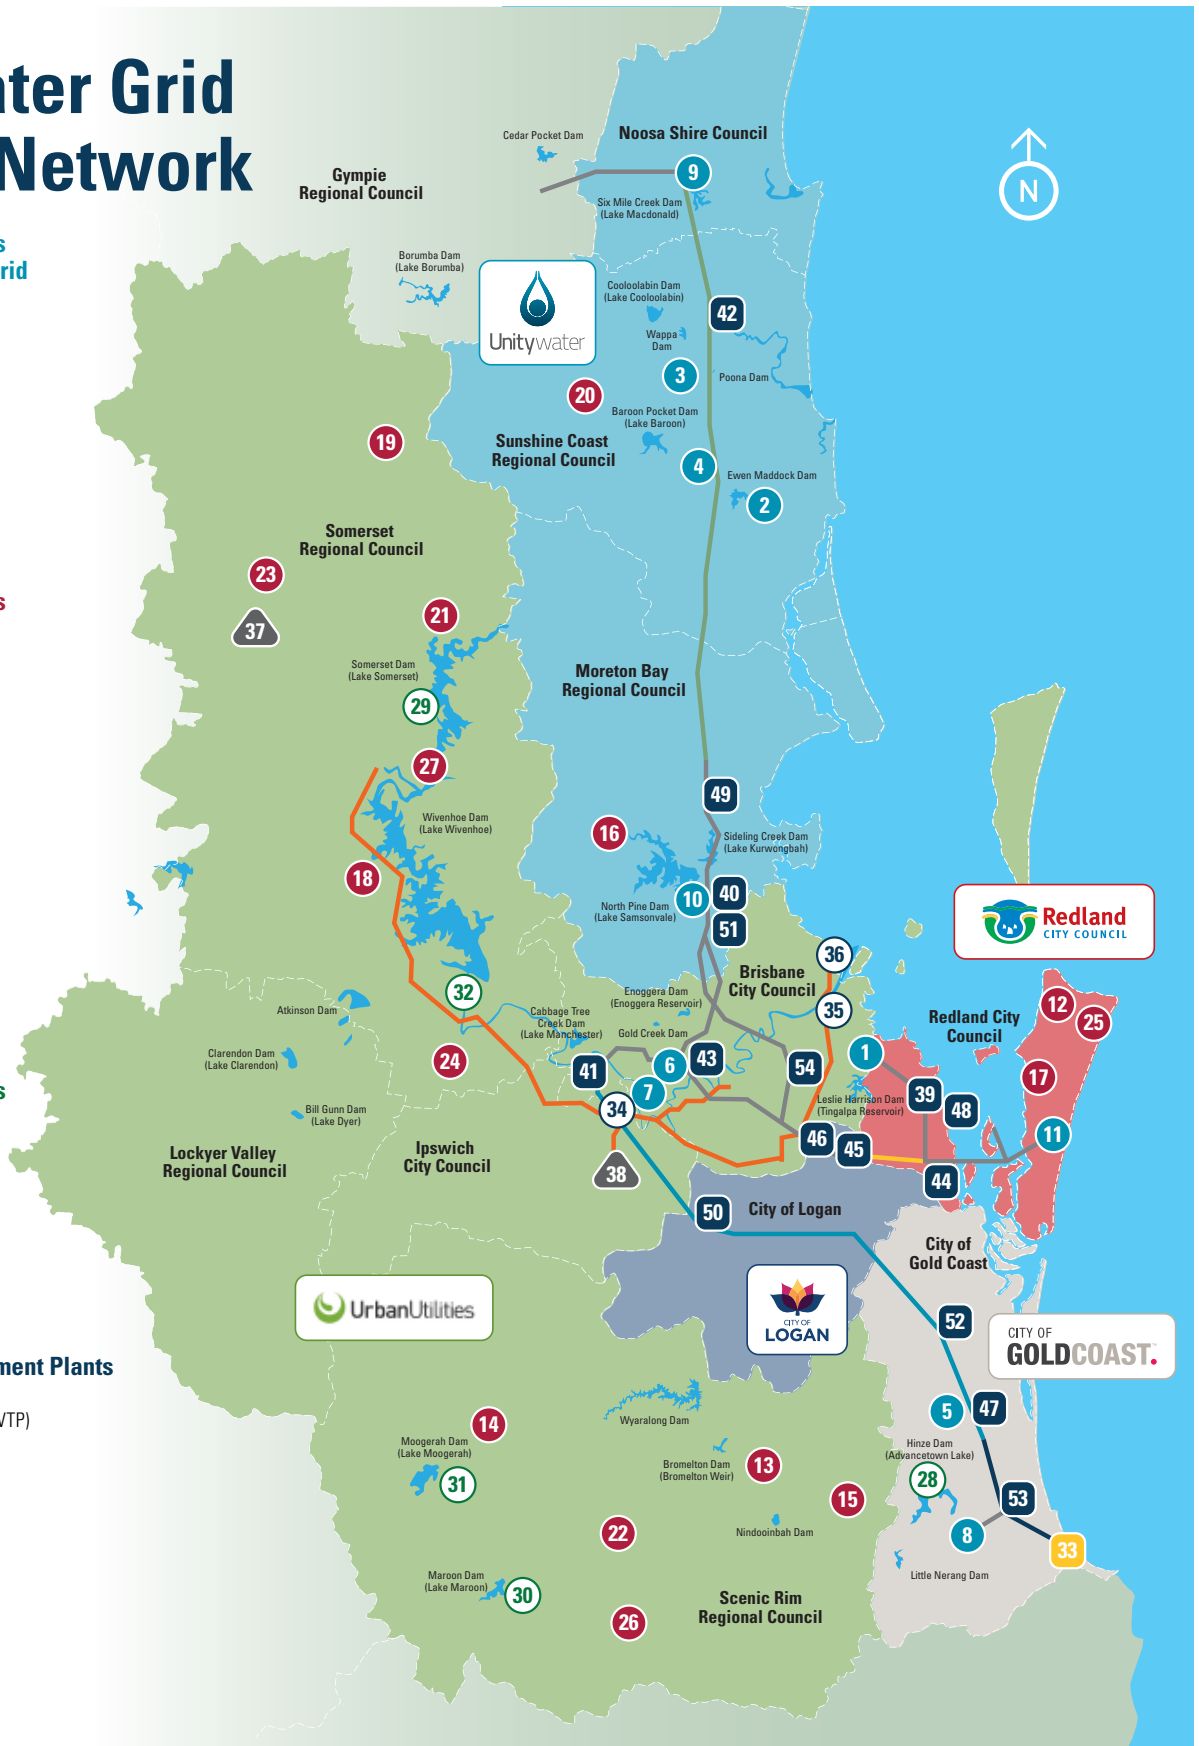 ater Grid
Network
s
rid
s
s
ment Plants
WTP)
N
Cedar Pocket Dam
Noosa Shire Council
9
Gympie
Regional Council
Six Mile Creek Dam
(Lake Macdonald)
Borumba Dam
(Lake Borumba)
Unitywater
Cooloolabin Dam
(Lake Cooloolabin)
42
Wappa
Dam
3
Poona Dam
20
Baroon Pocket Dam
(Lake Baroon)
19
Sunshine Coast
Regional Council
4
Ewen Maddock Dam
2
Somerset
Regional Council
23
37
21
Somerset Dam
(Lake Somerset)
29
Moreton Bay
Regional Council
27
49
Wivenhoe Dam
(Lake Wivenhoe)
16
Sideling Creek Dam
(Lake Kurwongbah)
18
10
40
North Pine Dam
(Lake Samsonvale)
51
Redland
CITY COUNCIL
36
Brisbane
City Council
32
Enoggera Dam
(Enoggera Reservoir)
35
12
25
Atkinson Dam
Cabbage Tree
Creek Dam
(Lake Manchester)
Gold Creek Dam
Redland City
Council
Clarendon Dam
(Lake Clarendon)
24
41
6
43
54
1
17
7
34
Leslie Harrison Dam
(Tingalpa Reservoir)
39
48
Bill Gunn Dam
(Lake Dyer)
11
46
45
Lockyer Valley
Regional Council
Ipswich
City Council
38
44
50
City of Logan
City of
Gold Coast
UrbanUtilities
CITY OF
LOGAN
52
CITY OF
GOLDCOAST.
14
Wyaralong Dam
5
47
Moogerah Dam
(Lake Moogerah)
31
Bromelton Dam
(Bromelton Weir)
13
Hinze Dam
(Advancetown Lake)
28
15
53
22
Nindooinbah Dam
8
33
Maroon Dam
(Lake Maroon)
30
Little Nerang Dam
Scenic Rim
Regional Council
26